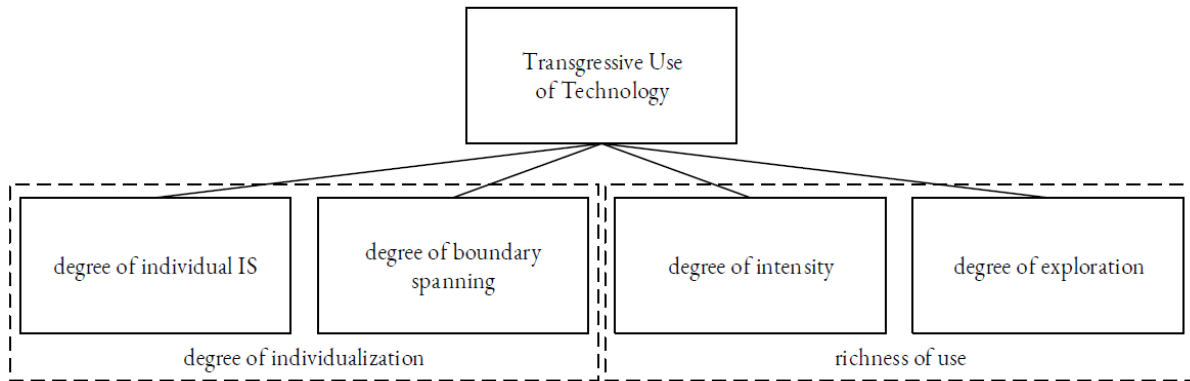 Transgressive Use
of Technology
degree of individual IS
degree of boundary
spanning
degree of intensity
degree of exploration
degree of individualization
richness of use